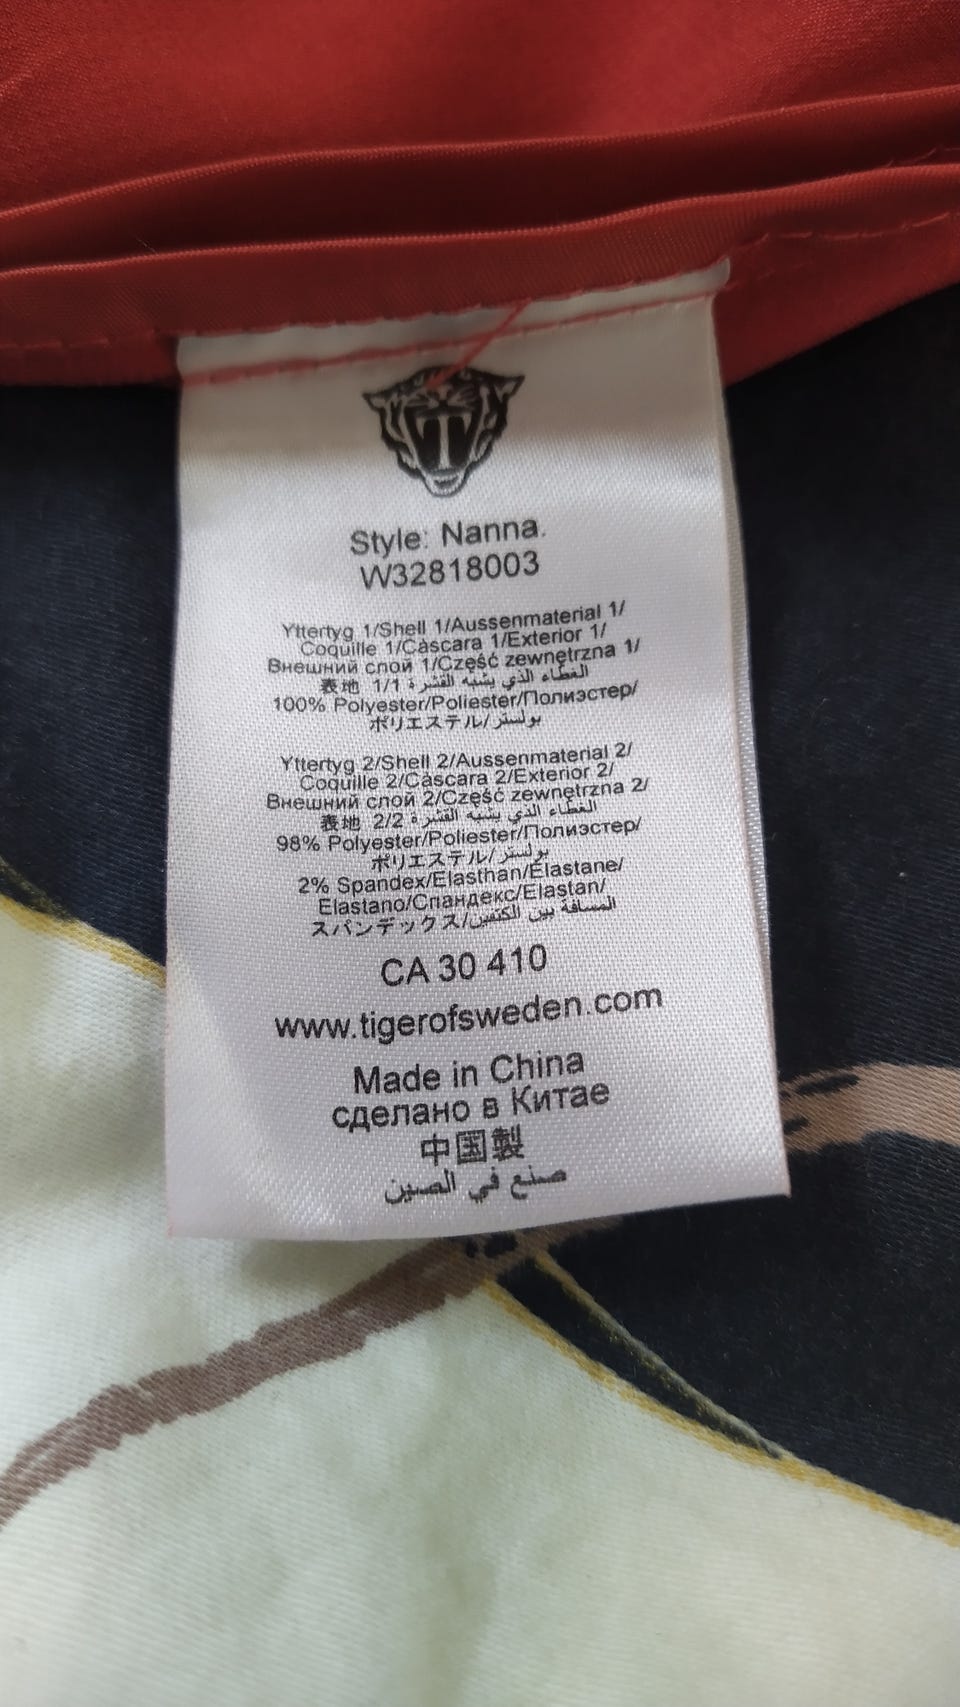 Style: Nanna.
W32818003
Yttertyg 1/Shell 1/Aussenmaterial 1/
Coquille 1/Càscara 1/Exterior 1/
Внешний слой 1/Część zewnętrzna 1/
表地 1/1 الغطاء الذي يشبه القشرة
100% Polyester/Poliester/Полиэстер/
ポリエステル/بولستر
Yttertyg 2/Shell 2/Aussenmaterial 2/
Coquille 2/Càscara 2/Exterior 2/
Внешний слой 2/Część zewnętrzna 2/
表地 2/2 الغطاء الذي يشبه القشرة
98% Polyester/Poliester/Полиэстер/
ポリエステル/بولستر
2% Spandex/Elasthan/Elastane/
Elastano/Спандекс/Elastan/
スパンデックス/المسافة بين الكتفين
CA 30 410
www.tigerofsweden.com
Made in China
сделано в Китае
中国製
صنع في الصين